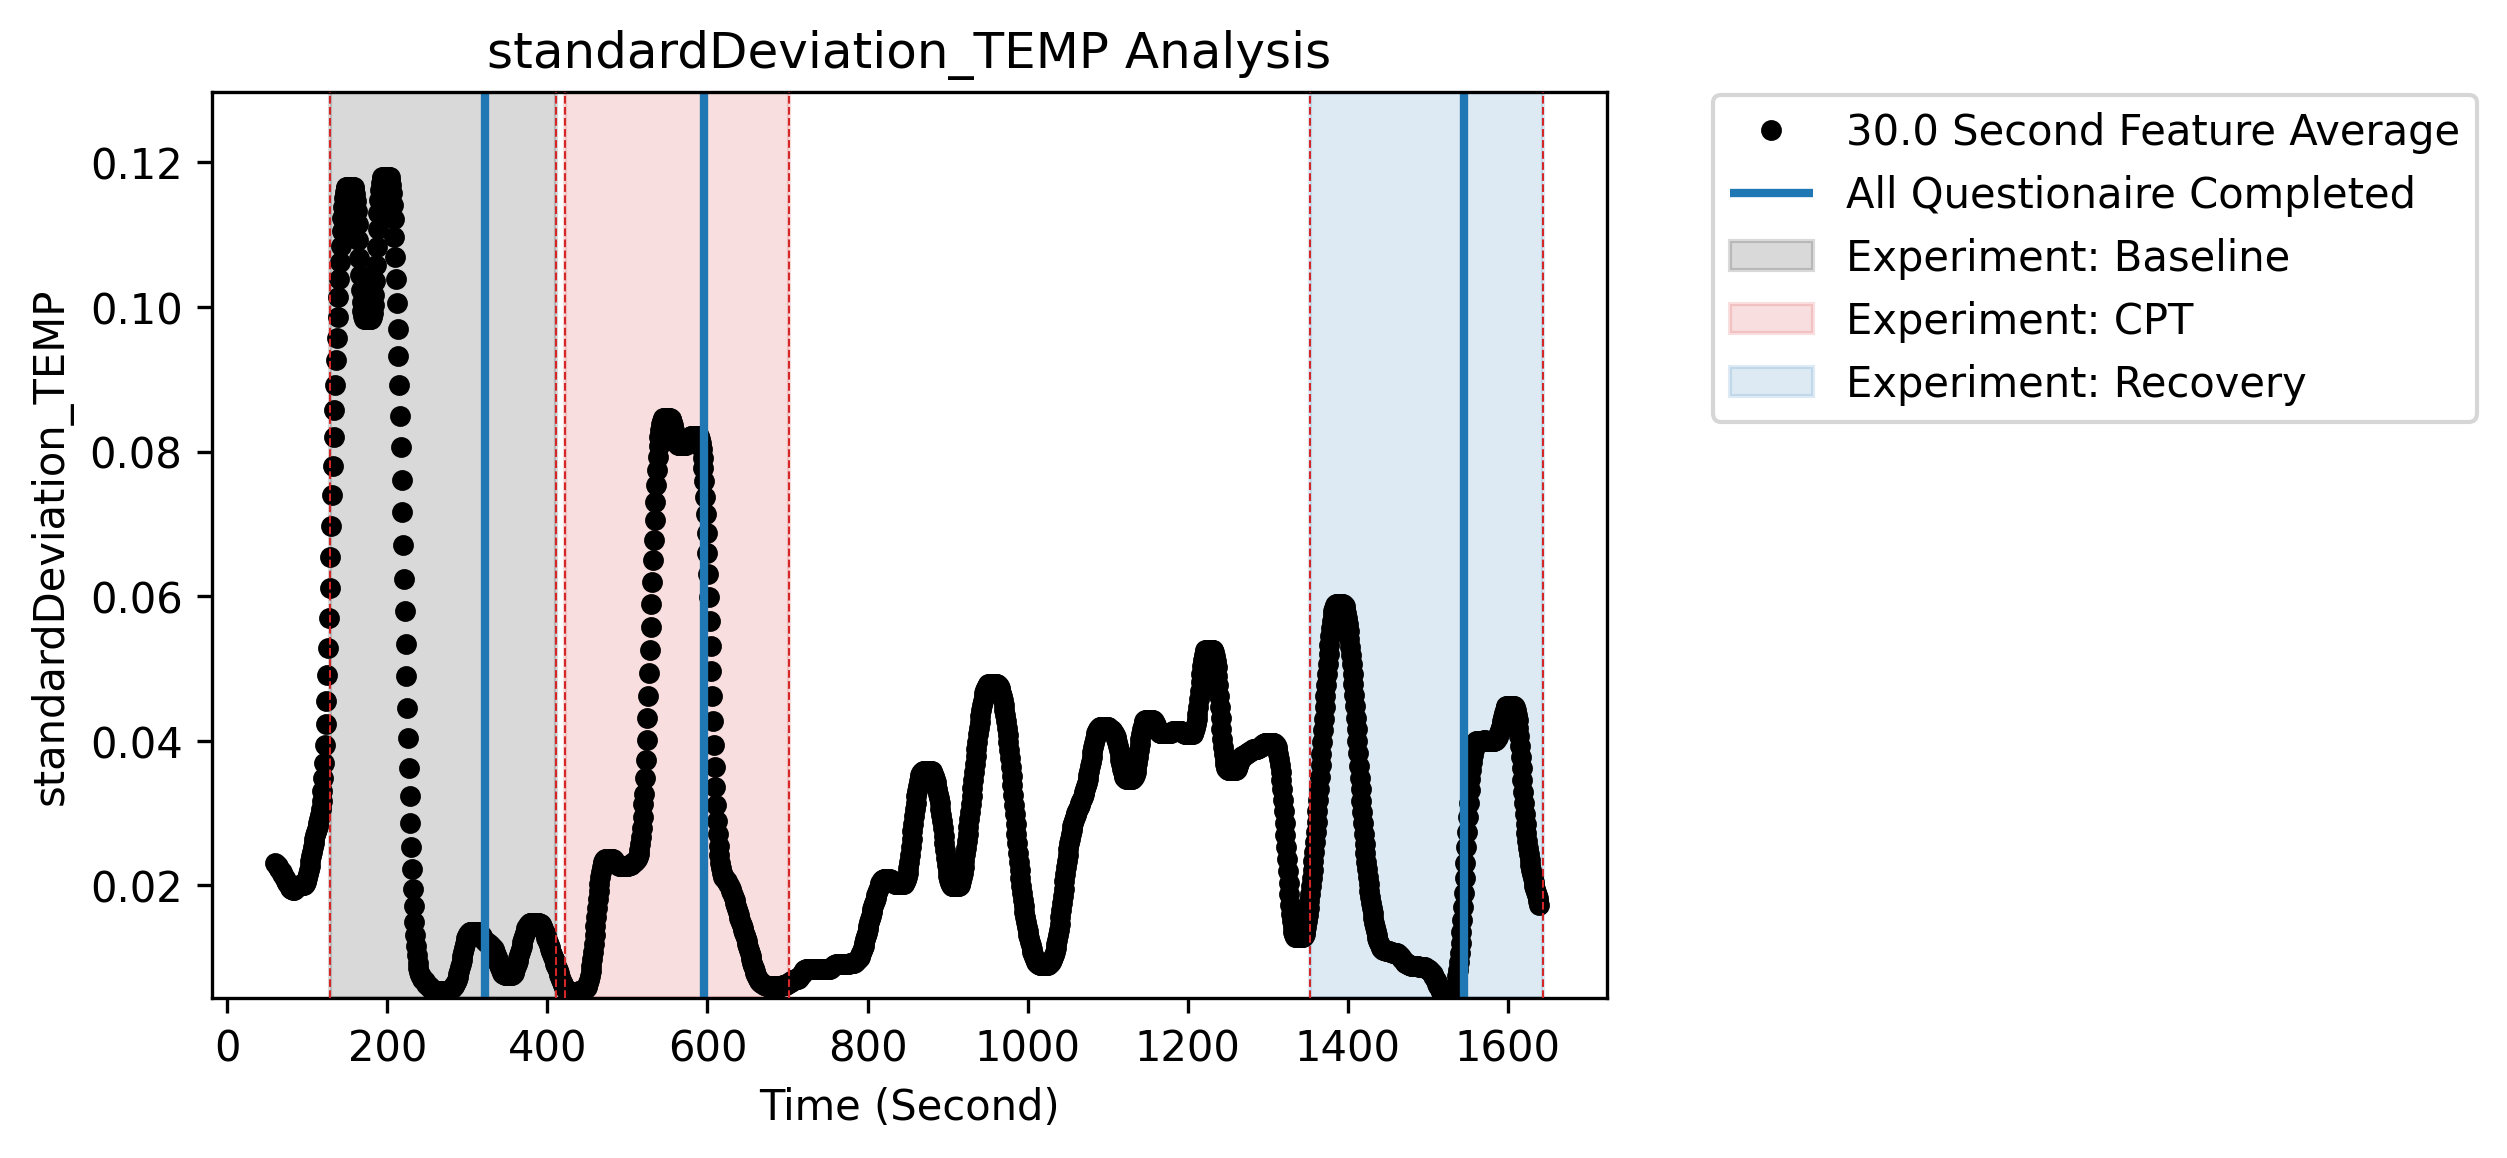 standardDeviation_TEMP Analysis
30.0 Second Feature Average
All Questionaire Completed
Experiment: Baseline
Experiment: CPT
Experiment: Recovery
standardDeviation_TEMP
0.12
0.10
0.08
0.06
0.04
0.02
0 200 400 600 800 1000 1200 1400 1600
Time (Second)